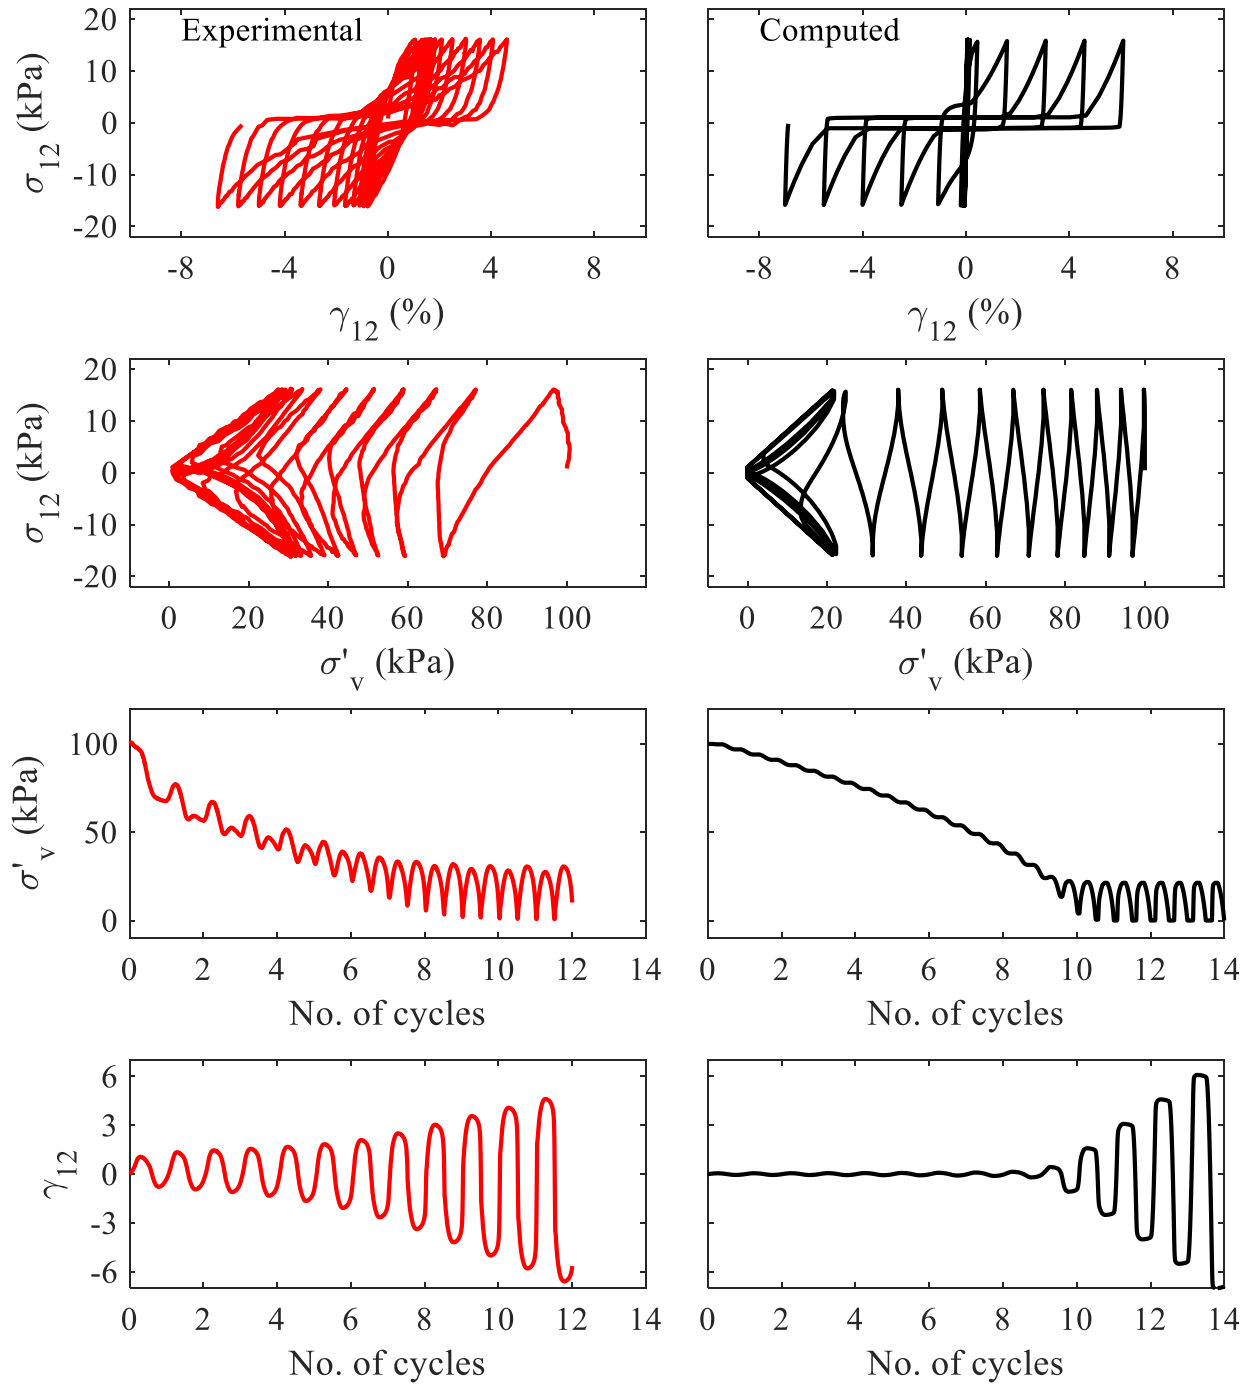 Experimental
Computed
20
10
0
-10
-20
σ12 (kPa)
-8 -4 0 4 8
-8 -4 0 4 8
γ12 (%)
γ12 (%)
20
10
0
-10
-20
σ12 (kPa)
0 20 40 60 80 100
0 20 40 60 80 100
σ'v (kPa)
σ'v (kPa)
100
50
0
σ'v (kPa)
0 2 4 6 8 10 12 14
0 2 4 6 8 10 12 14
No. of cycles
No. of cycles
6
3
0
-3
-6
γ12
0 2 4 6 8 10 12 14
0 2 4 6 8 10 12 14
No. of cycles
No. of cycles